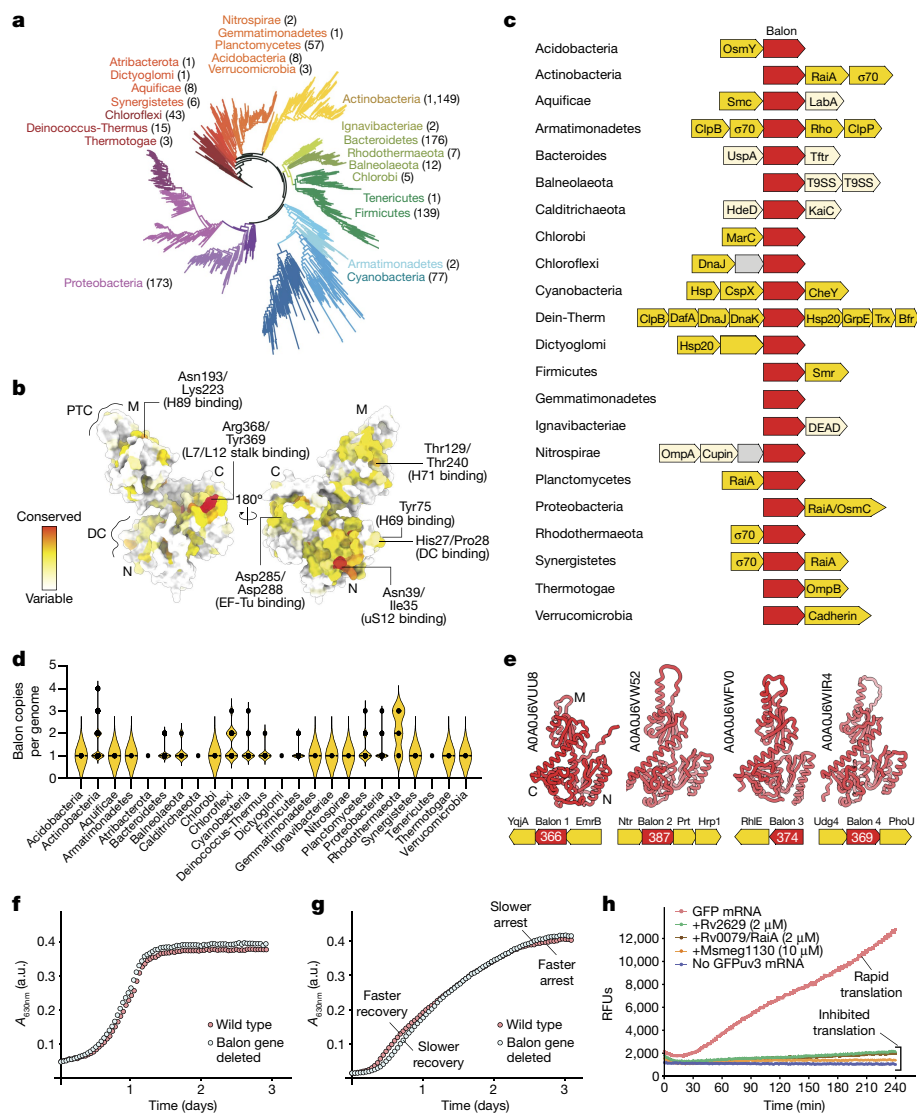 a
Nitrospirae (2)
Gemmatimonadetes (1)
Planctomycetes (57)
Acidobacteria (8)
Verrucomicrobia (3)
Atribacterota (1)
Dictyoglomi (1)
Aquificae (8)
Synergistetes (6)
Chloroflexi (43)
Deinococcus-Thermus (15)
Thermotogae (3)
Actinobacteria (1,149)
Ignavibacteriae (2)
Bacteroidetes (176)
Rhodothermaeota (7)
Balneolaeota (12)
Chlorobi (5)
Tenericutes (1)
Firmicutes (139)
Armatimonadetes (2)
Cyanobacteria (77)
Proteobacteria (173)
b
Asn193/
Lys223
(H89 binding)
PTC
M
Arg368/
Tyr369
(L7/L12 stalk binding)
C
180°
DC
N
Conserved
Variable
M
C
Thr129/
Thr240
(H71 binding)
Tyr75
(H69 binding)
His27/Pro28
(DC binding)
N
Asp285/
Asp288
(EF-Tu binding)
Asn39/
Ile35
(uS12 binding)
c
Balon
Acidobacteria OsmY
Actinobacteria RaiA σ70
Aquificae Smc LabA
Armatimonadetes ClpB σ70 Rho ClpP
Bacteroides UspA Tftr
Balneolaeota T9SS T9SS
Calditrichaeota HdeD KaiC
Chlorobi MarC
Chloroflexi DnaJ
Cyanobacteria Hsp CspX CheY
Dein-Therm ClpB DafA DnaJ DnaK Hsp20 GrpE Trx Bfr
Dictyoglomi Hsp20
Firmicutes Smr
Gemmatimonadetes
Ignavibacteriae DEAD
Nitrospirae OmpA Cupin
Planctomycetes RaiA
Proteobacteria RaiA/OsmC
Rhodothermaeota σ70
Synergistetes σ70 RaiA
Thermotogae OmpB
Verrucomicrobia Cadherin
d
Balon copies
per genome
5
4
3
2
1
0
Acidobacteria
Actinobacteria
Aquificae
Armatimonadetes
Atribacterota
Bacteroidetes
Balneolaeota
Calditrichaeota
Chlorobi
Chloroflexi
Cyanobacteria
Deinococcus-Thermus
Dictyoglomi
Firmicutes
Gemmatimonadetes
Ignavibacteriae
Nitrospirae
Planctomycetes
Proteobacteria
Rhodothermaeota
Synergistetes
Tenericutes
Thermotogae
Verrucomicrobia
e
A0A0J6VUU8
M
C
N
A0A0J6VW52
A0A0J6WFV0
A0A0J6WIR4
YqjA Balon 1 EmrB
366
Ntr Balon 2 Prt Hrp1
387
RhlE Balon 3
374
Udg4 Balon 4 PhoU
369
f
A630nm (a.u.)
0.4
0.3
0.2
0.1
Wild type
Balon gene
deleted
1 2 3
Time (days)
g
A630nm (a.u.)
0.4
0.3
0.2
0.1
Slower
arrest
Faster
arrest
Faster
recovery
Slower
recovery
Wild type
Balon gene
deleted
1 2 3
Time (days)
h
RFUs
12,000
10,000
8,000
6,000
4,000
2,000
0
GFP mRNA
+Rv2629 (2 μM)
+Rv0079/RaiA (2 μM)
+Msmeg1130 (10 μM)
No GFPuv3 mRNA
Rapid
translation
Inhibited
translation
0 30 60 90 120 150 180 210 240
Time (min)